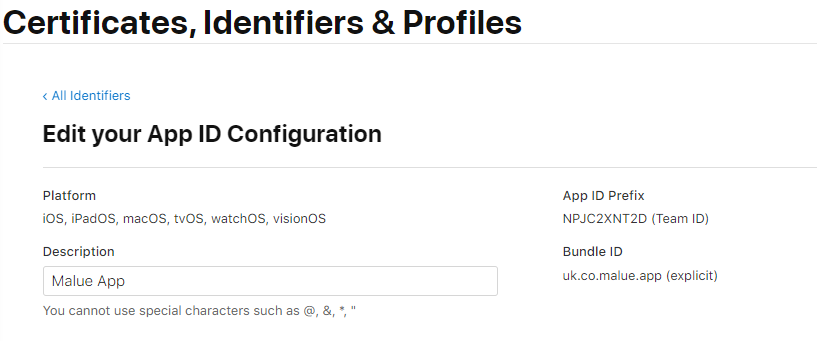 Certificates, Identifiers & Profiles
‹ All Identifiers
Edit your App ID Configuration
Platform
iOS, iPadOS, macOS, tvOS, watchOS, visionOS
App ID Prefix
NPJC2XNT2D (Team ID)
Description
Malue App
You cannot use special characters such as @, &, *, "
Bundle ID
uk.co.malue.app (explicit)